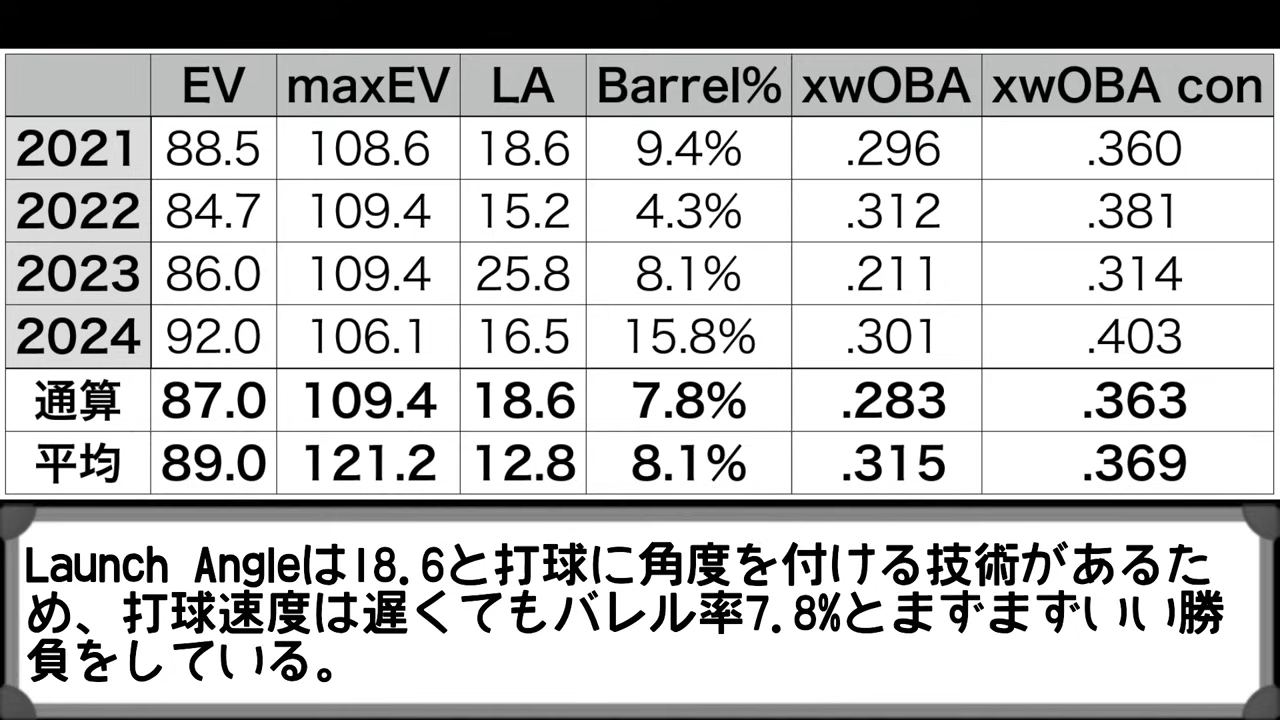 EV maxEV LA Barrel% xwOBA xwOBA con
2021 88.5 108.6 18.6 9.4% .296 .360
2022 84.7 109.4 15.2 4.3% .312 .381
2023 86.0 109.4 25.8 8.1% .211 .314
2024 92.0 106.1 16.5 15.8% .301 .403
通算 87.0 109.4 18.6 7.8% .283 .363
平均 89.0 121.2 12.8 8.1% .315 .369
Launch Angleは18.6と打球に角度を付ける技術があるた
め、打球速度は遅くてもバレル率7.8%とまずまずいい勝
負をしている。